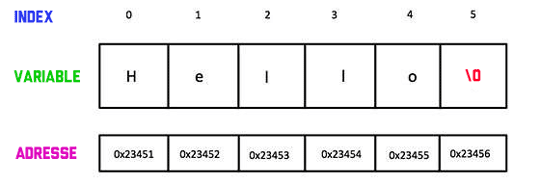 INDEX 0 1 2 3 4 5
VARIABLE H e l l o \0
ADRESSE 0x23451 0x23452 0x23453 0x23454 0x23455 0x23456